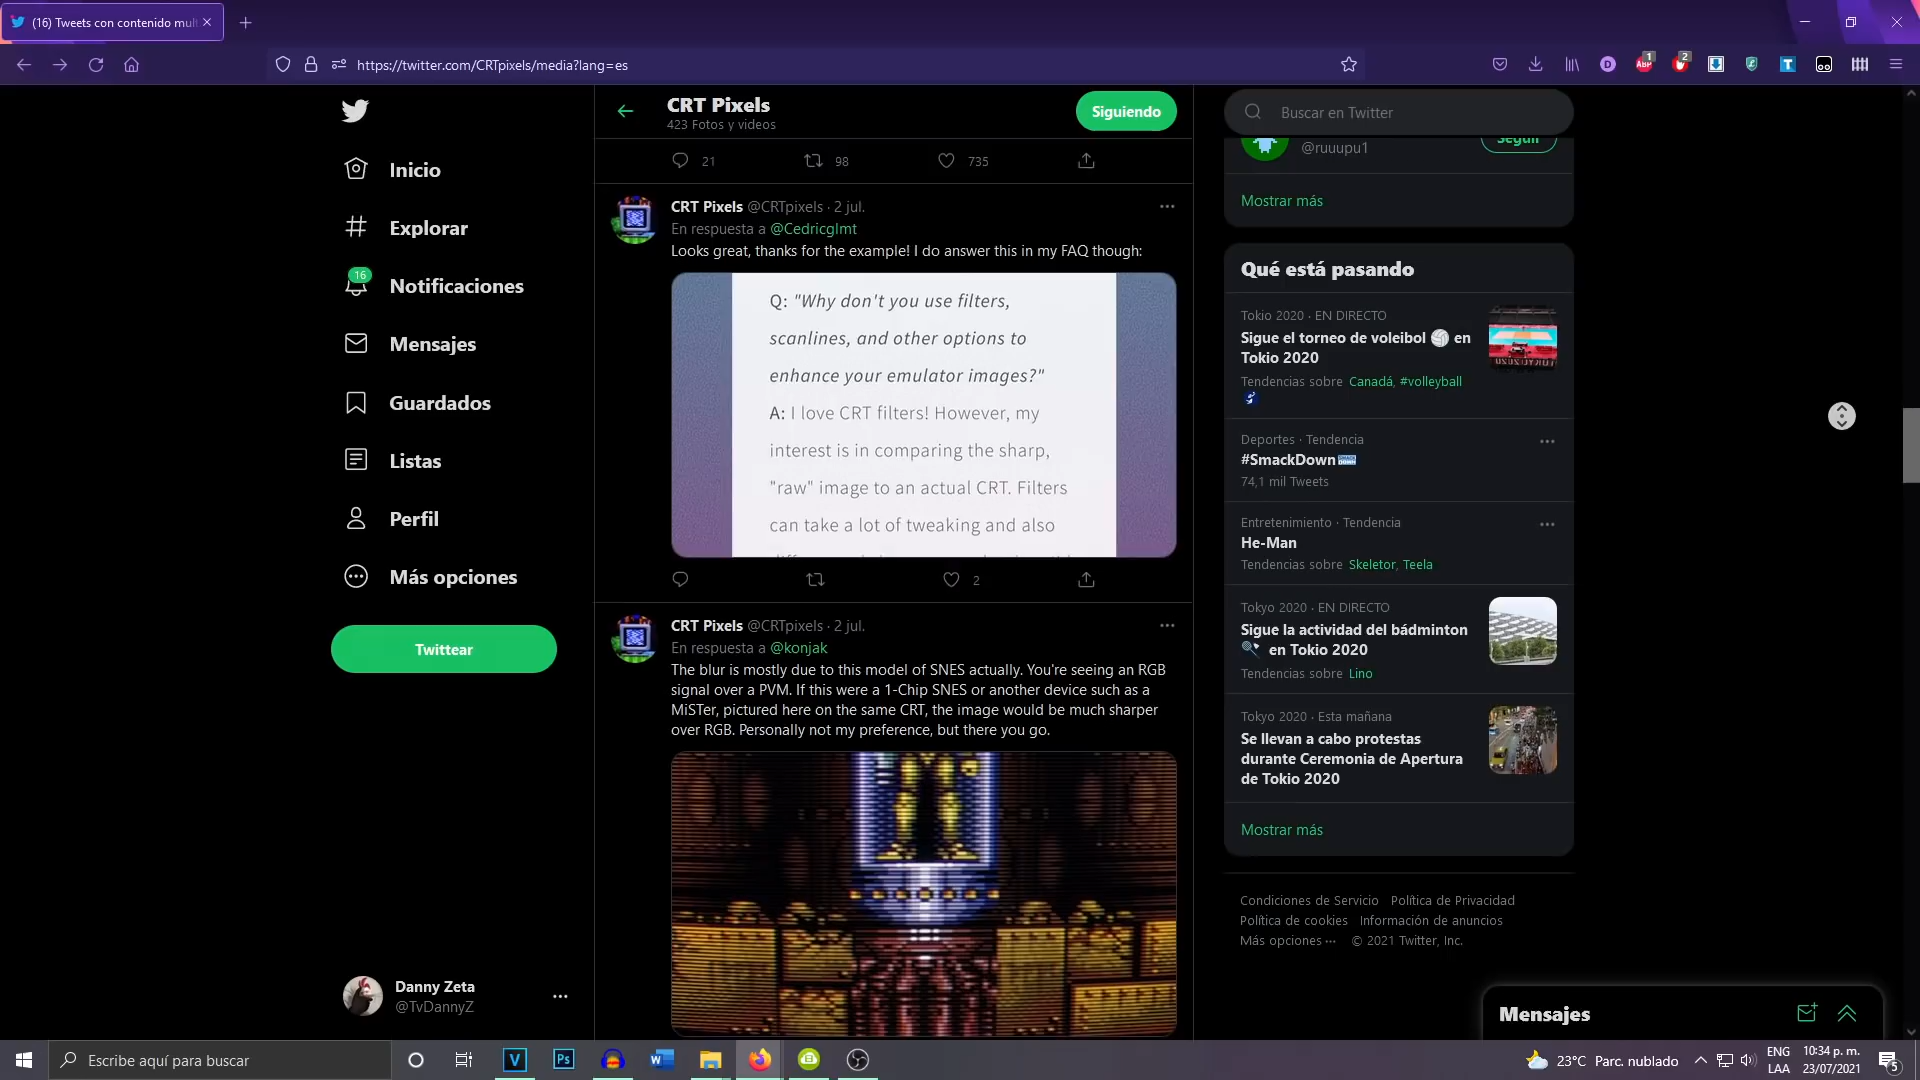 (16) Tweets con contenido mul
https://twitter.com/CRTpixels/media?lang=es
1
2
Inicio
Explorar
16
Notificaciones
Mensajes
Guardados
Listas
Perfil
Más opciones
Twittear
Danny Zeta
@TvDannyZ
CRT Pixels
423 Fotos y videos
Siguiendo
21 98 735
CRT Pixels @CRTpixels · 2 jul.
En respuesta a @Cedricglmt
Looks great, thanks for the example! I do answer this in my FAQ though:
Q: "Why don't you use filters,
scanlines, and other options to
enhance your emulator images?"
A: I love CRT filters! However, my
interest is in comparing the sharp,
"raw" image to an actual CRT. Filters
can take a lot of tweaking and also
2
CRT Pixels @CRTpixels · 2 jul.
En respuesta a @konjak
The blur is mostly due to this model of SNES actually. You're seeing an RGB
signal over a PVM. If this were a 1-Chip SNES or another device such as a
MiSTer, pictured here on the same CRT, the image would be much sharper
over RGB. Personally not my preference, but there you go.
Buscar en Twitter
Seguir
@ruuupu1
Mostrar más
Qué está pasando
Tokio 2020 · EN DIRECTO
Sigue el torneo de voleibol en
Tokio 2020
Tendencias sobre Canadá, #volleyball
Deportes · Tendencia
#SmackDown
74,1 mil Tweets
Entretenimiento · Tendencia
He-Man
Tendencias sobre Skeletor, Teela
Tokyo 2020 · EN DIRECTO
Sigue la actividad del bádminton
en Tokio 2020
Tendencias sobre Lino
Tokyo 2020 · Esta mañana
Se llevan a cabo protestas
durante Ceremonia de Apertura
de Tokio 2020
Mostrar más
Condiciones de Servicio Política de Privacidad
Política de cookies Información de anuncios
Más opciones ··· © 2021 Twitter, Inc.
Mensajes
Escribe aquí para buscar
23°C Parc. nublado
ENG
LAA
10:34 p. m.
23/07/2021
5